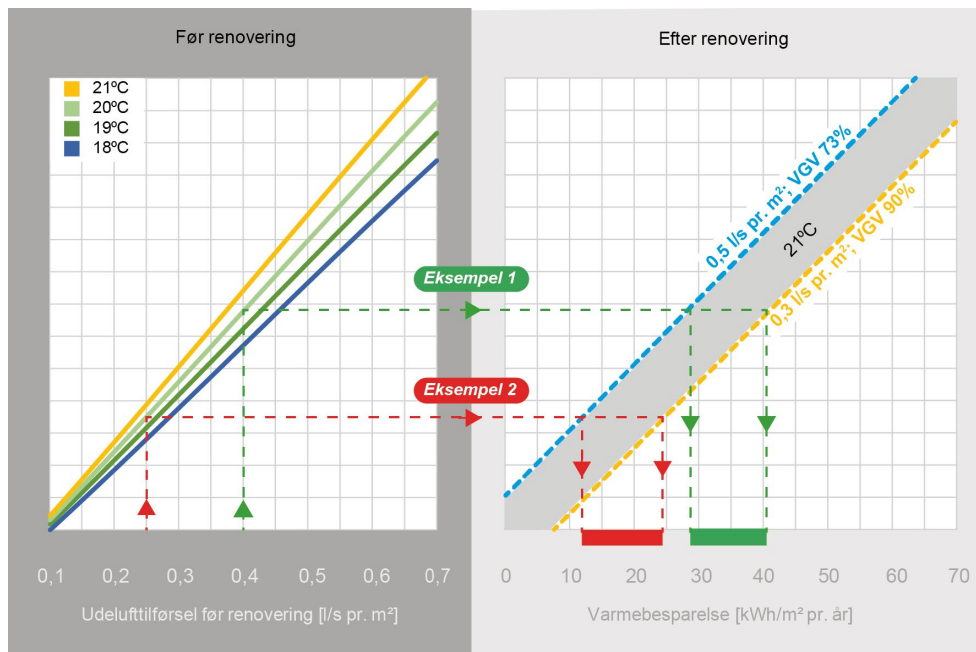 Før renovering
Efter renovering
21ºC
20ºC
19ºC
18ºC
0,5 l/s pr. m²; VGV 73%
21ºC
0,3 l/s pr. m²; VGV 90%
Eksempel 1
Eksempel 2
0,1 0,2 0,3 0,4 0,5 0,6 0,7
0 10 20 30 40 50 60 70
Udelufttilførsel før renovering [l/s pr. m²]
Varmebesparelse [kWh/m² pr. år]